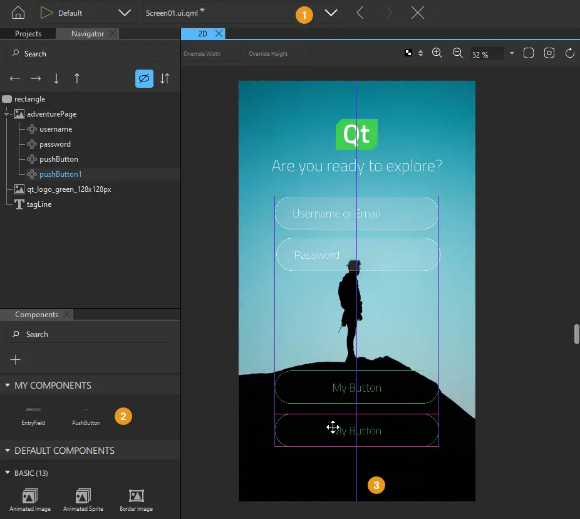 Default
Screen01.ui.qml *
1
Projects
Navigator
2D
Search
Override Width
Override Height
52 %
rectangle
adventurePage
username
password
pushButton
pushButton1
qt_logo_green_128x128px
tagLine
Qt
Are you ready to explore?
Username or Email
Password
My Button
My Button
3
Components
Search
MY COMPONENTS
EntryField
PushButton
2
DEFAULT COMPONENTS
BASIC (13)
Animated Image
Animated Sprite
Border Image